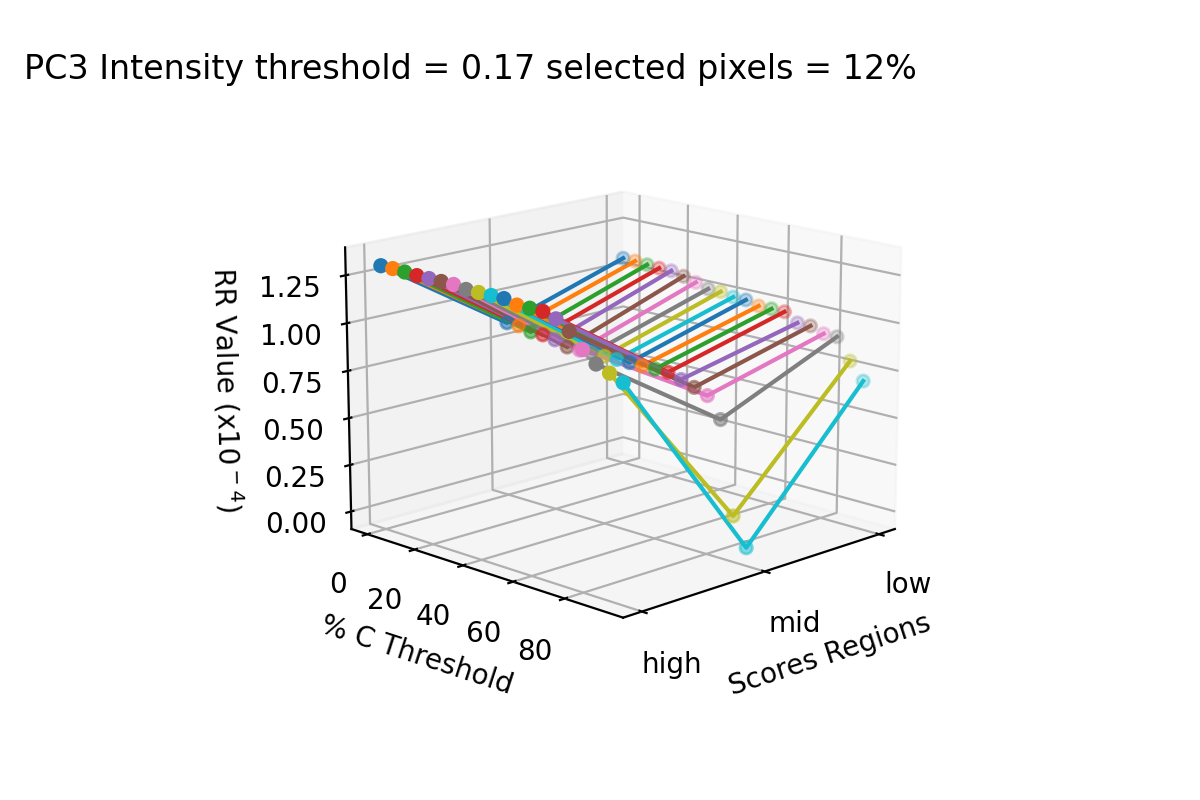 PC3 Intensity threshold = 0.17 selected pixels = 12%
RR Value (x10⁻⁴)
1.25
1.00
0.75
0.50
0.25
0.00
0
20
40
60
80
% C Threshold
high
mid
low
Scores Regions